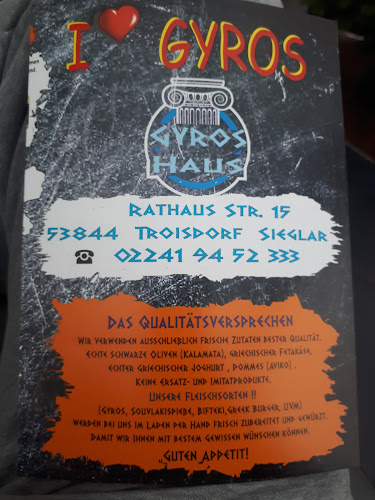 I ❤ GYROS
GYROS
HAUS
RATHAUS STR. 15
53844 TROISDORF SIEGLAR
☎ 02241 94 52 333
DAS QUALITÄTSVERSPRECHEN
WIR VERWENDEN AUSSCHLIEßLICH FRISCHE ZUTATEN BESTER QUALITÄT.
ECHTE SCHWARZE OLIVEN (KALAMATA), GRIECHISCHER FETAKÄSE,
ECHTER GRIECHISCHER JOGHURT , POMMES (AVIKO) .
KEINE ERSATZ- UND IMITATPRODUKTE.
UNSERE FLEISCHSORTEN !!
(GYROS, SOUVLAKISPIEßE, BIFTEKI, GREEK BURGER, UVM)
WERDEN BEI UNS IM LADEN DER HAND FRISCH ZUBEREITET UND GEWÜRZT.
DAMIT WIR IHNEN MIT BESTEM GEWISSEN WÜNSCHEN KÖNNEN,
„GUTEN APPETIT!